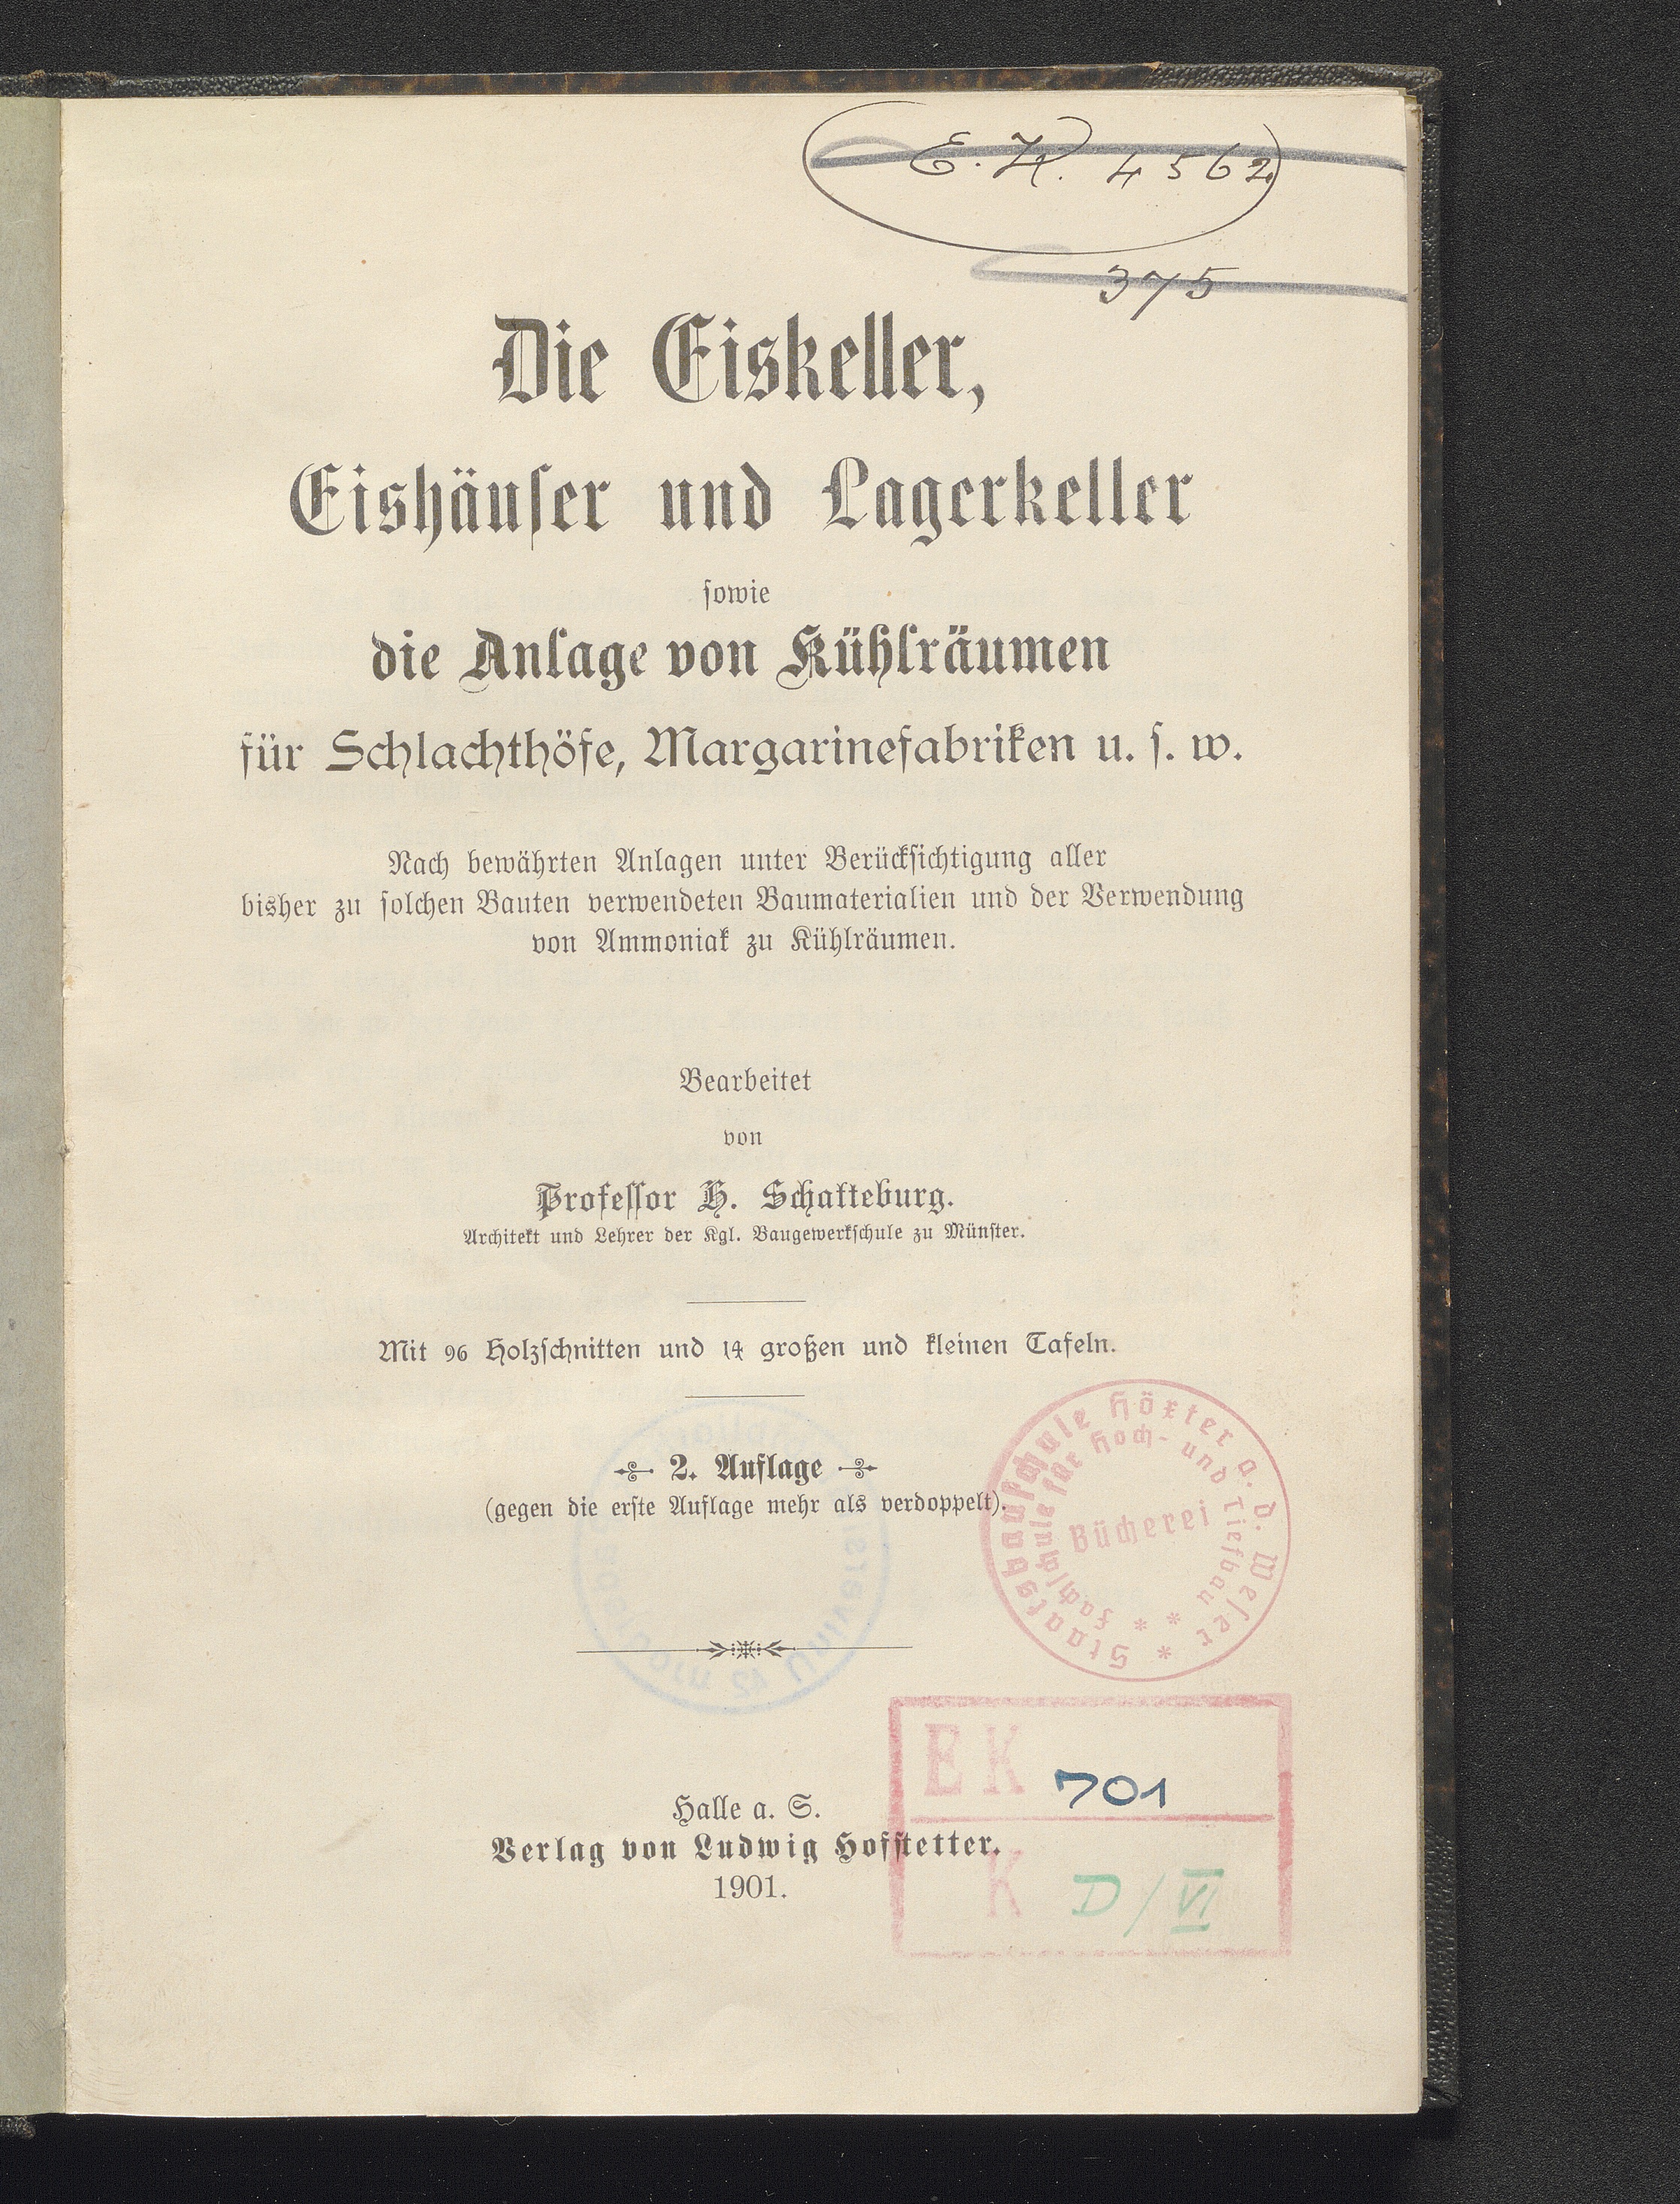 E. K. 4562
375
Die Eiskeller,
Eishäuſer und Lagerkeller
ſowie
die Anlage von Kühlräumen
für Schlachthöfe, Margarinefabriken u. ſ. w.
Nach bewährten Anlagen unter Berückſichtigung aller
bisher zu ſolchen Bauten verwendeten Baumaterialien und der Verwendung
von Ammoniak zu Kühlräumen.
Bearbeitet
von
Profeſſor H. Schatteburg.
Architekt und Lehrer der Kgl. Baugewerkſchule zu Münſter.
Mit 96 Holzſchnitten und 14 großen und kleinen Tafeln.
2. Auflage
(gegen die erſte Auflage mehr als verdoppelt).
Staatsbauſchule Höxter a. d. Weſer
Fachſchule für Hoch- und Tiefbau
Bücherei
EK 701
K D/VI
Halle a. S.
Verlag von Ludwig Hofſtetter.
1901.